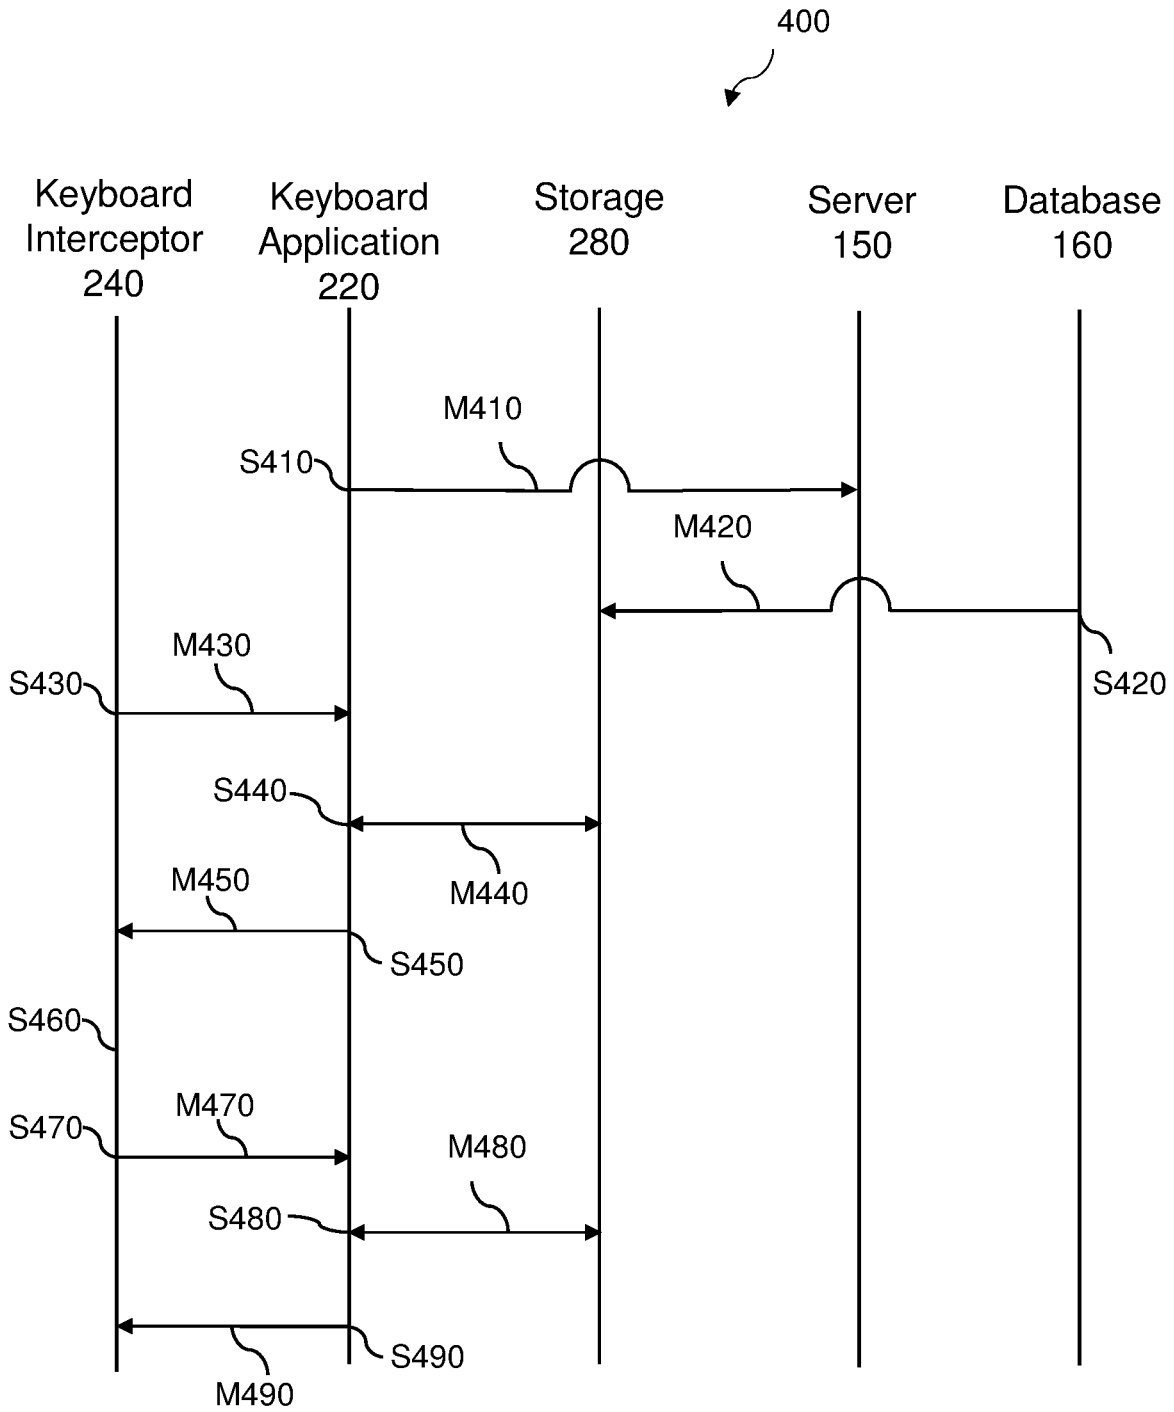 400
Keyboard
Interceptor
240
Keyboard
Application
220
Storage
280
Server
150
Database
160
M410
S410
M420
M430
S430
S420
S440
M440
M450
S450
S460
M470
S470
M480
S480
S490
M490